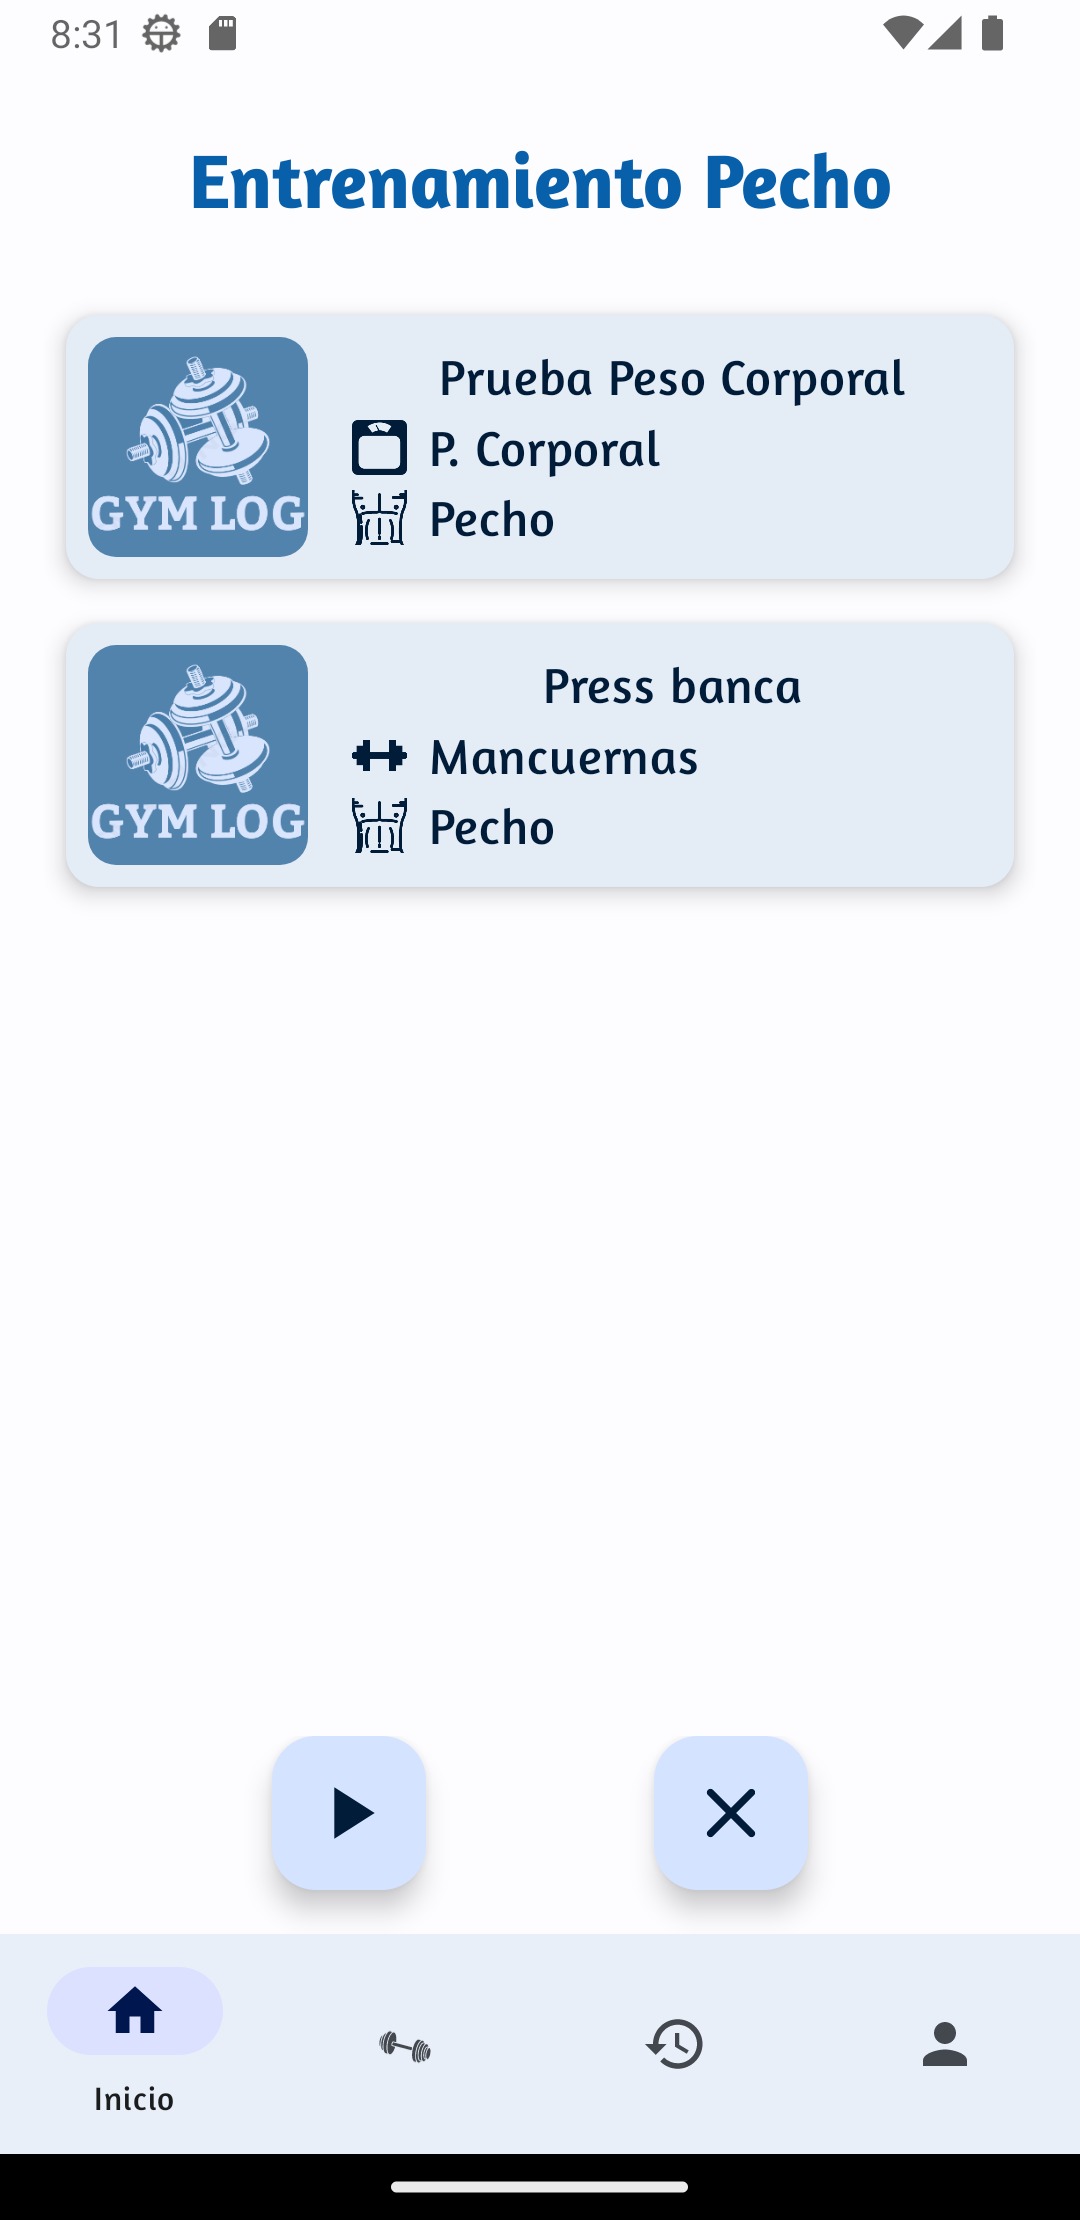 8:31
Entrenamiento Pecho
Prueba Peso Corporal
P. Corporal
Pecho
GYM LOG
Press banca
Mancuernas
Pecho
GYM LOG
Inicio